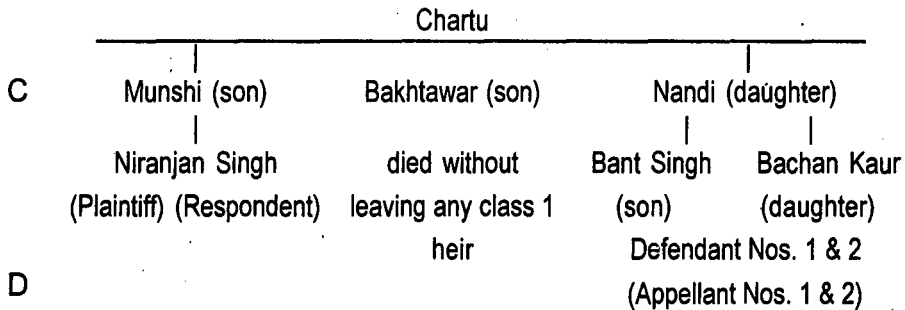 Chartu
C Munshi (son) Bakhtawar (son) Nandi (daughter)
Niranjan Singh died without Bant Singh Bachan Kaur
(Plaintiff) (Respondent) leaving any class 1 (son) (daughter)
heir Defendant Nos. 1 & 2
D (Appellant Nos. 1 & 2)